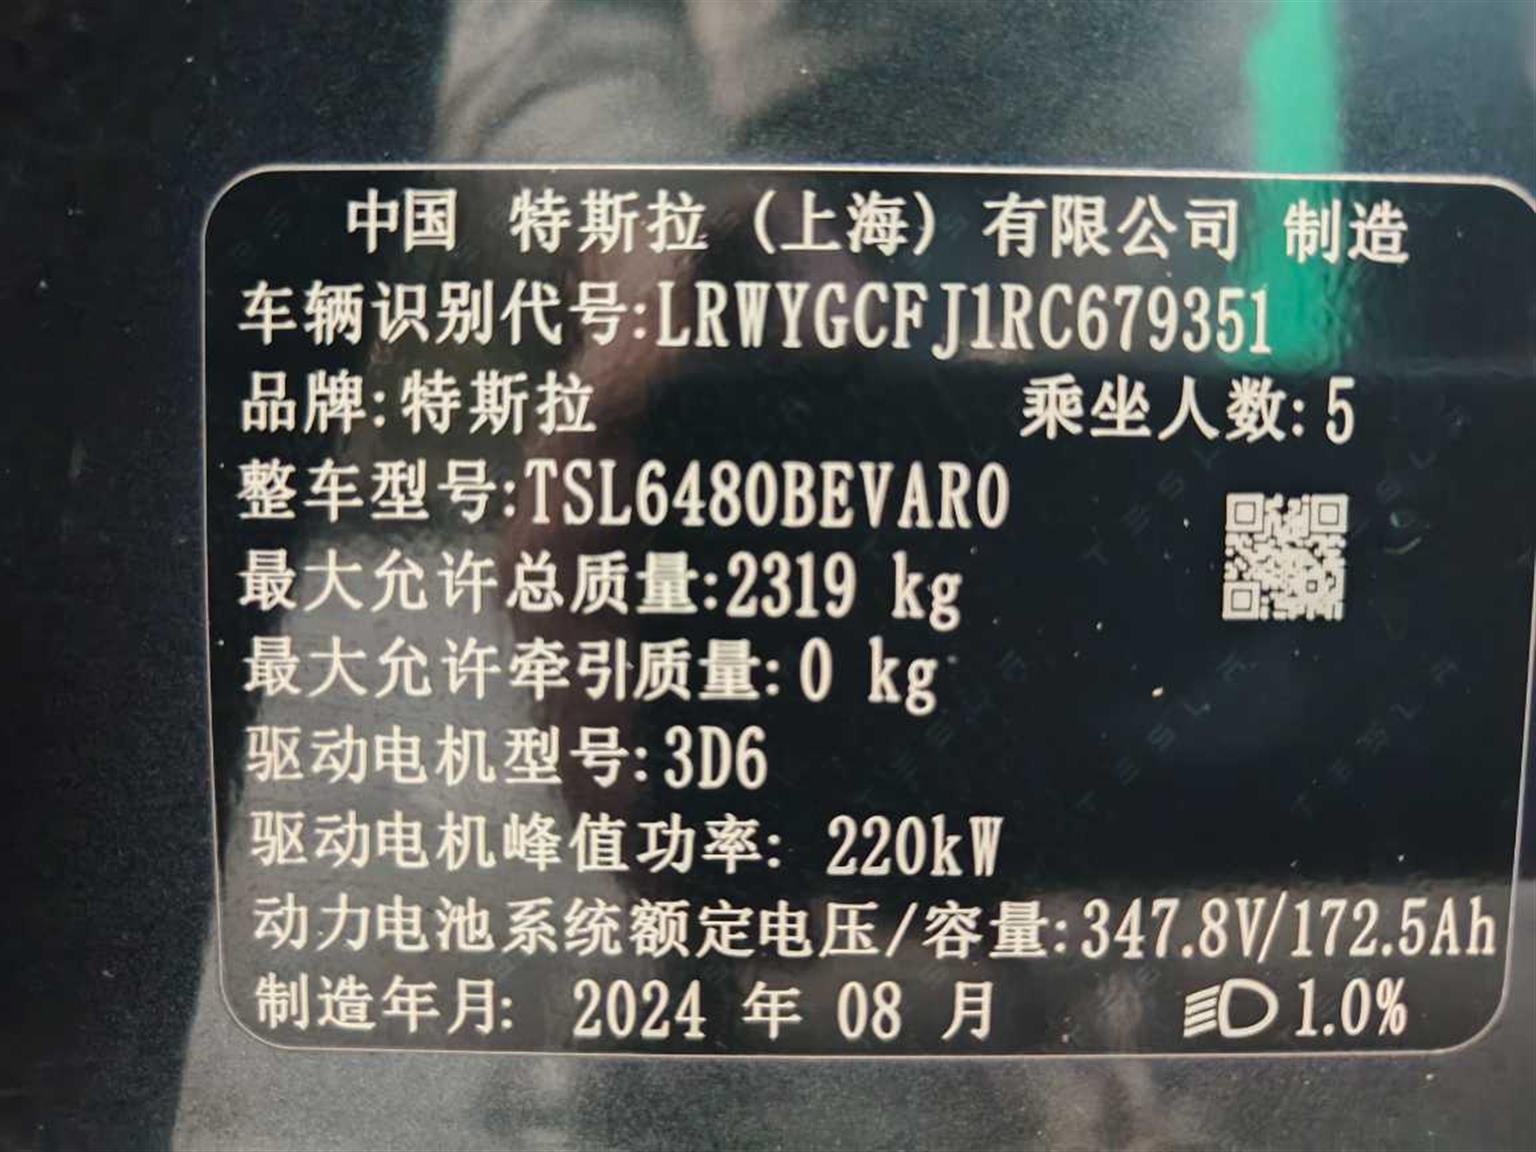 中国 特斯拉（上海）有限公司 制造
车辆识别代号:LRWYGCFJ1RC679351
品牌:特斯拉 乘坐人数:5
整车型号:TSL6480BEVAR0
最大允许总质量:2319 kg
最大允许牵引质量:0 kg
驱动电机型号:3D6
驱动电机峰值功率: 220kW
动力电池系统额定电压/容量:347.8V/172.5Ah
制造年月: 2024 年 08 月 1.0%